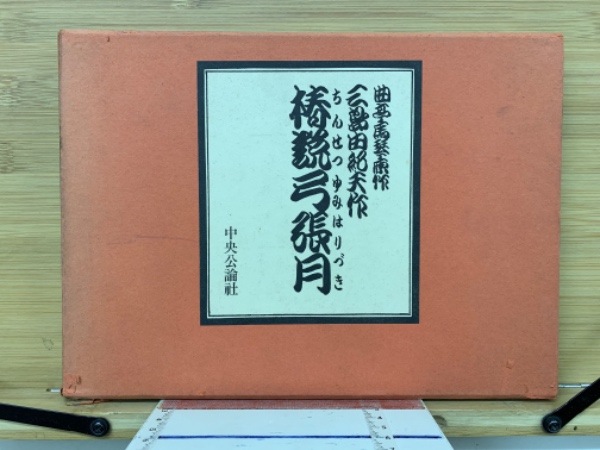 曲亭馬琴原作
三島由紀夫作
椿説弓張月
ちんせつゆみはりづき
中央公論社